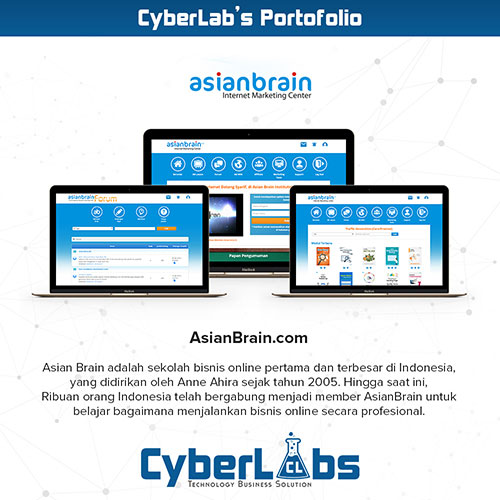 CyberLab's Portofolio
asianbrain
Internet Marketing Center
asianbrain
asianbrain
asianbrain
Papan Pengumuman
MacBook
AsianBrain.com
Asian Brain adalah sekolah bisnis online pertama dan terbesar di Indonesia,
yang didirikan oleh Anne Ahira sejak tahun 2005. Hingga saat ini,
Ribuan orang Indonesia telah bergabung menjadi member AsianBrain untuk
belajar bagaimana menjalankan bisnis online secara profesional.
CyberLabs
CL
TECHNOLOGY BUSINESS SOLUTION